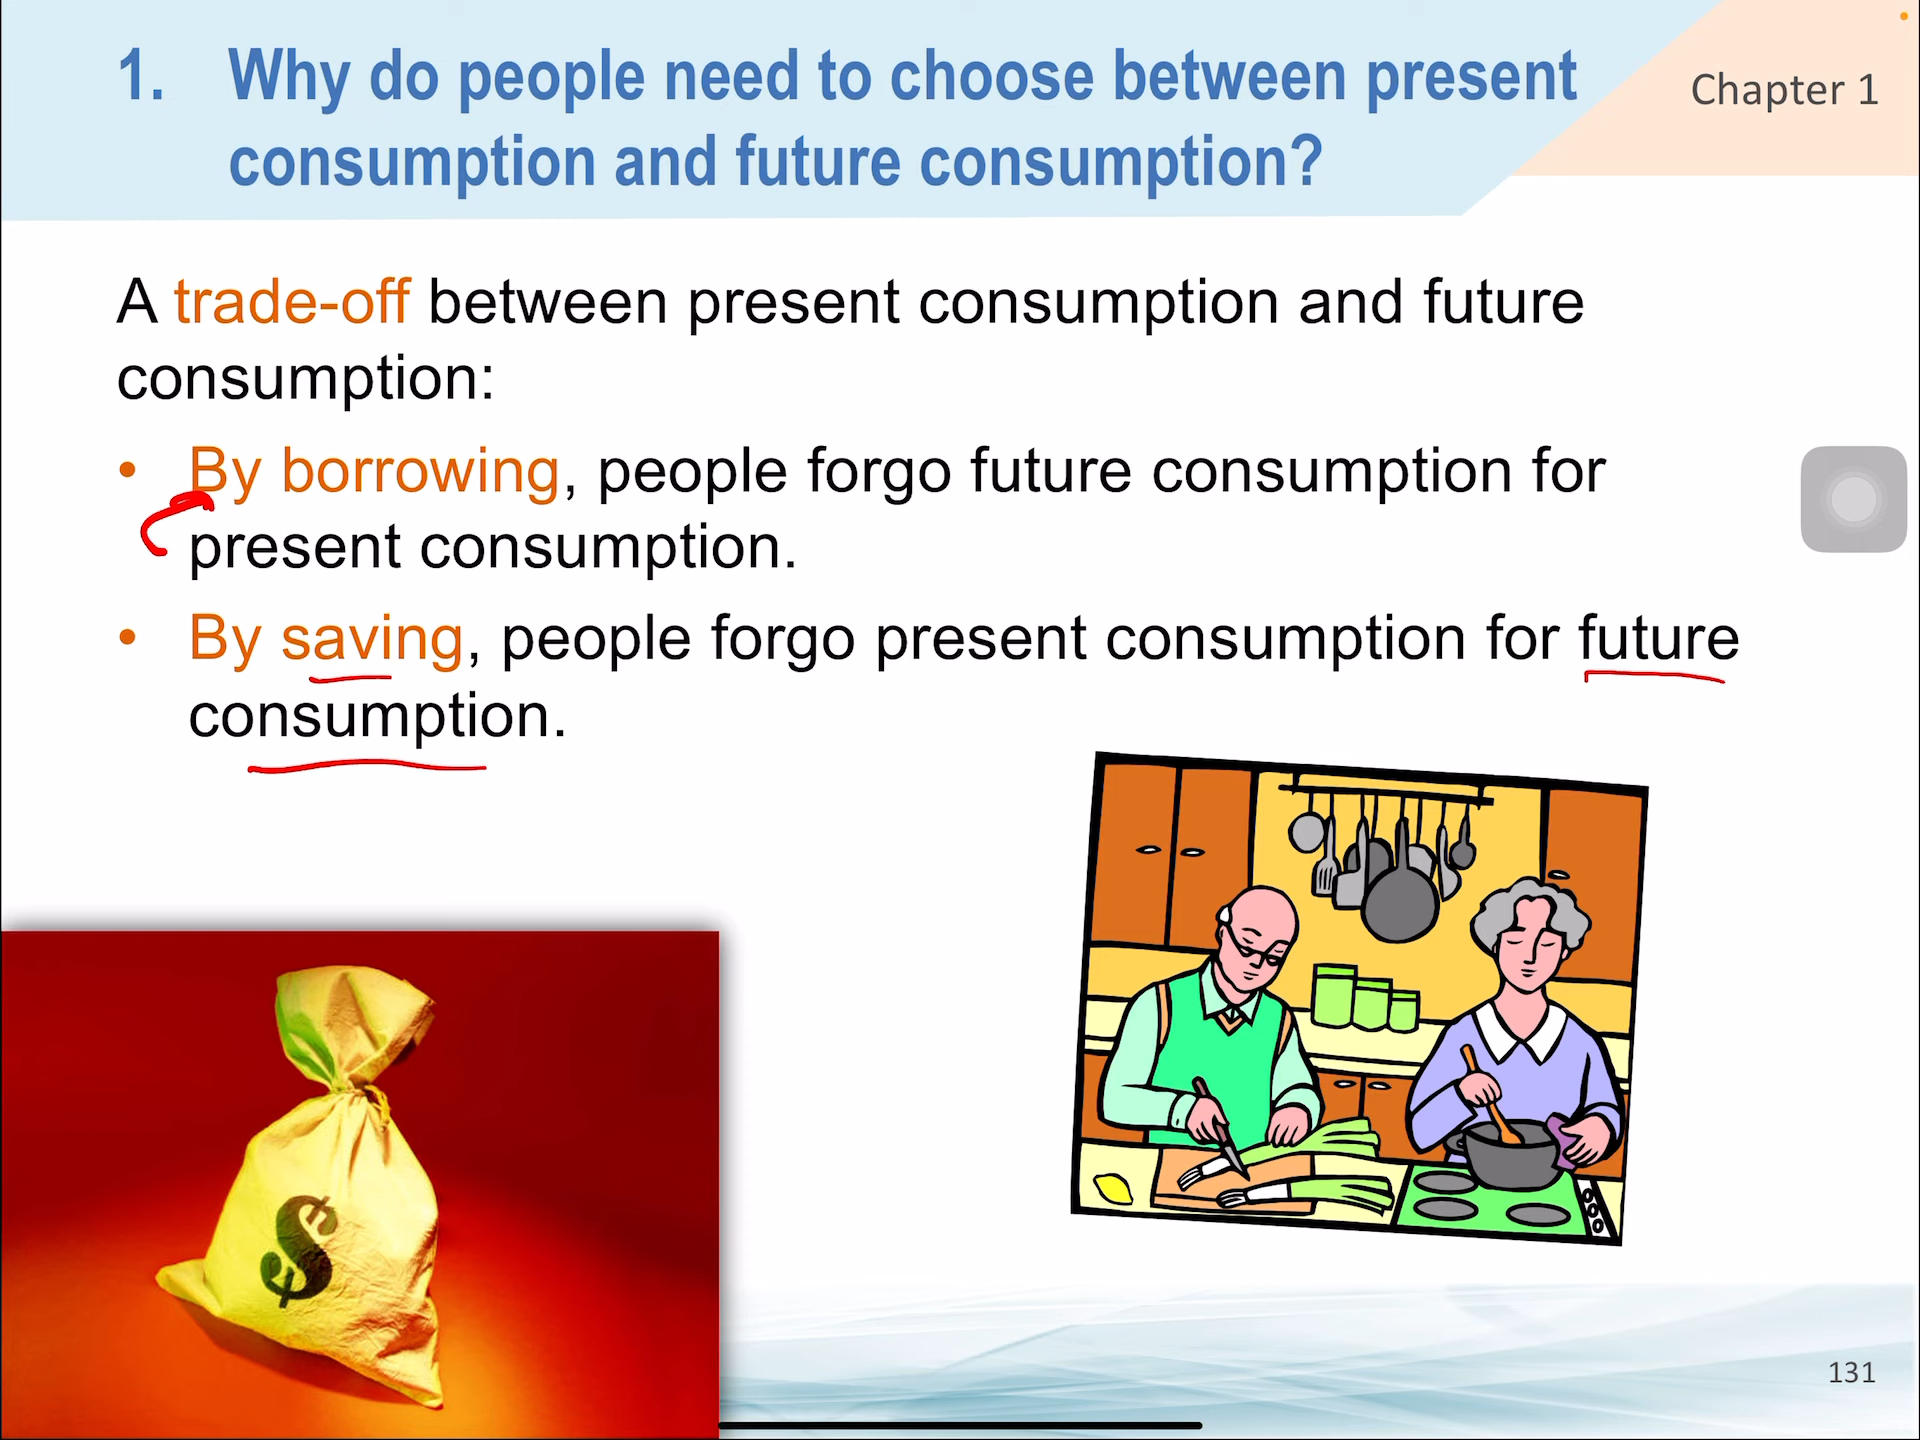 1. Why do people need to choose between present
consumption and future consumption?
Chapter 1
A trade-off between present consumption and future
consumption:
• By borrowing, people forgo future consumption for
present consumption.
• By saving, people forgo present consumption for future
consumption.
$
131